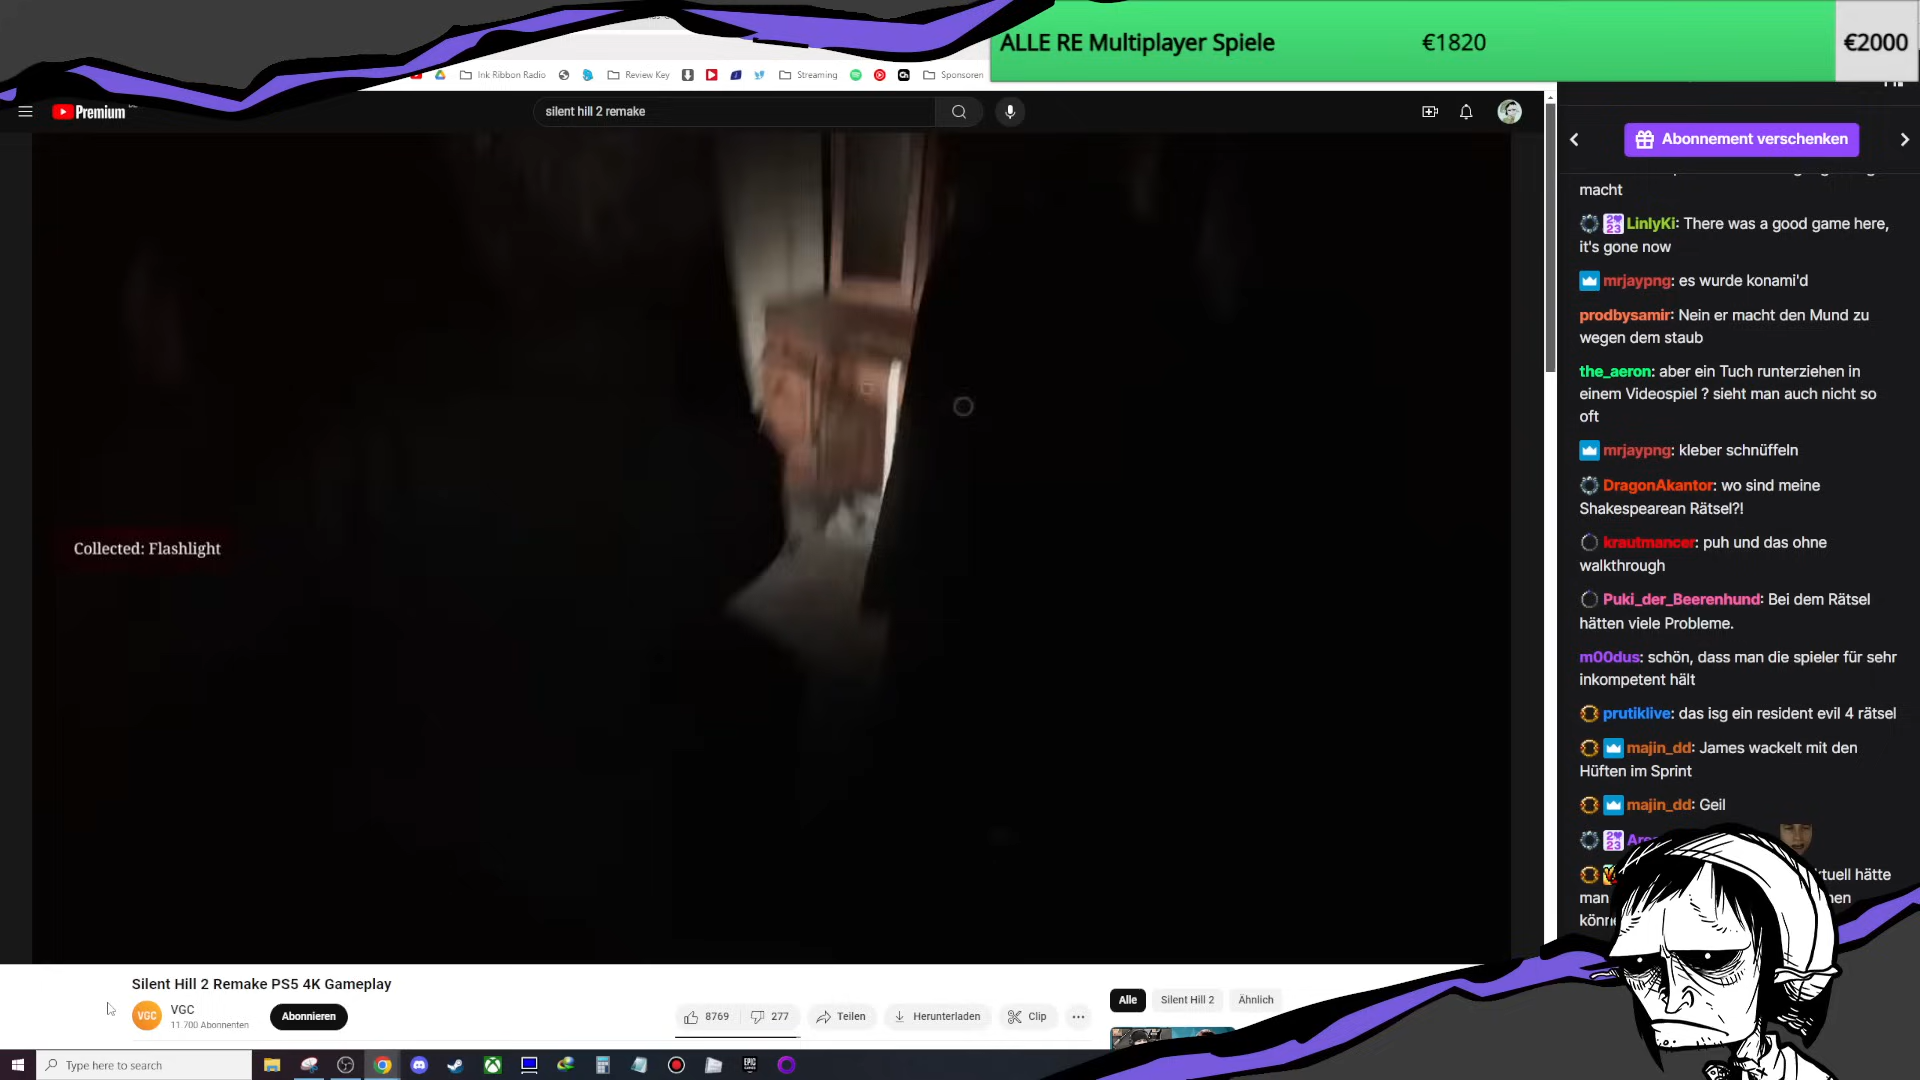 ALLE RE Multiplayer Spiele €1820 €2000
Ink Ribbon Radio Review Key Streaming Sponsoren
Premium silent hill 2 remake
Abonnement verschenken
macht
LinlyKi: There was a good game here,
it's gone now
mrjaypng: es wurde konami'd
prodbysamir: Nein er macht den Mund zu
wegen dem staub
the_aeron: aber ein Tuch runterziehen in
einem Videospiel ? sieht man auch nicht so
oft
mrjaypng: kleber schnüffeln
DragonAkantor: wo sind meine
Shakespearean Rätsel?!
krautmancer: puh und das ohne
walkthrough
Puki_der_Beerenhund: Bei dem Rätsel
hätten viele Probleme.
m00dus: schön, dass man die spieler für sehr
inkompetent hält
prutiklive: das isg ein resident evil 4 rätsel
majin_dd: James wackelt mit den
Hüften im Sprint
majin_dd: Geil
hätte
man
Collected: Flashlight
Silent Hill 2 Remake PS5 4K Gameplay
VGC
VGC
11.700 Abonnenten
Abonnieren
8769 277 Teilen Herunterladen Clip
Alle Silent Hill 2 Ähnlich
Type here to search
EPIC GAMES